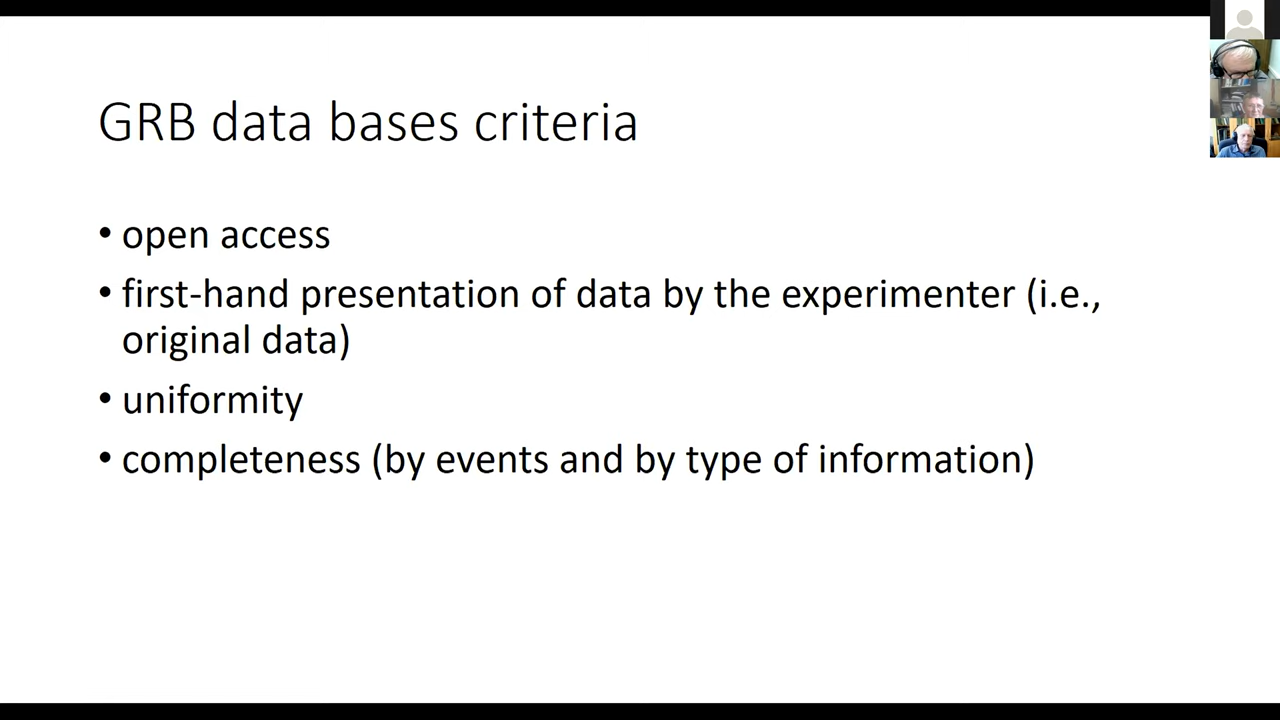 GRB data bases criteria
• open access
• first-hand presentation of data by the experimenter (i.e.,
original data)
• uniformity
• completeness (by events and by type of information)